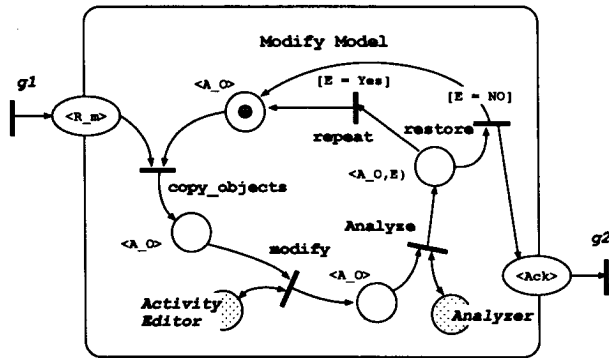 Modify Model
g1
<A_O>
[E = Yes]
[E = NO]
<R_m>
repeat
restore
copy_objects
<A_O,E)
<A_O>
modify
Analyze
<A_O>
g2
<Ack>
Activity
Editor
Analyzer